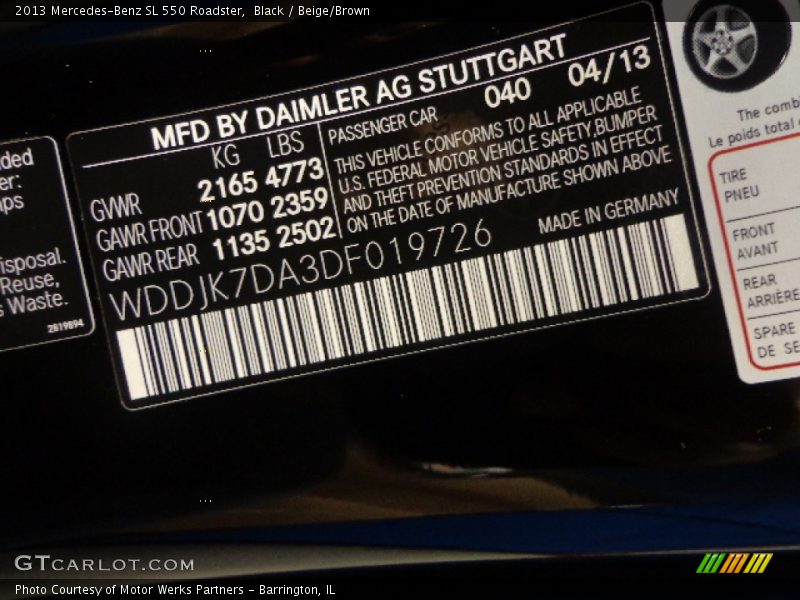 2013 Mercedes-Benz SL 550 Roadster,  Black / Beige/Brown
MFD BY DAIMLER AG STUTTGART
KG LBS
GVWR 2165 4773
GAWR FRONT 1070 2359
GAWR REAR 1135 2502
PASSENGER CAR 040 04/13
THIS VEHICLE CONFORMS TO ALL APPLICABLE
U.S. FEDERAL MOTOR VEHICLE SAFETY,BUMPER
AND THEFT PREVENTION STANDARDS IN EFFECT
ON THE DATE OF MANUFACTURE SHOWN ABOVE
WDDJK7DA3DF019726
MADE IN GERMANY
isposal.
Reuse,
s Waste.
2819894
The comb
Le poids total
TIRE
PNEU
FRONT
AVANT
REAR
ARRIÈRE
SPARE
DE SE
GTCARLOT.COM
Photo Courtesy of Motor Werks Partners - Barrington, IL